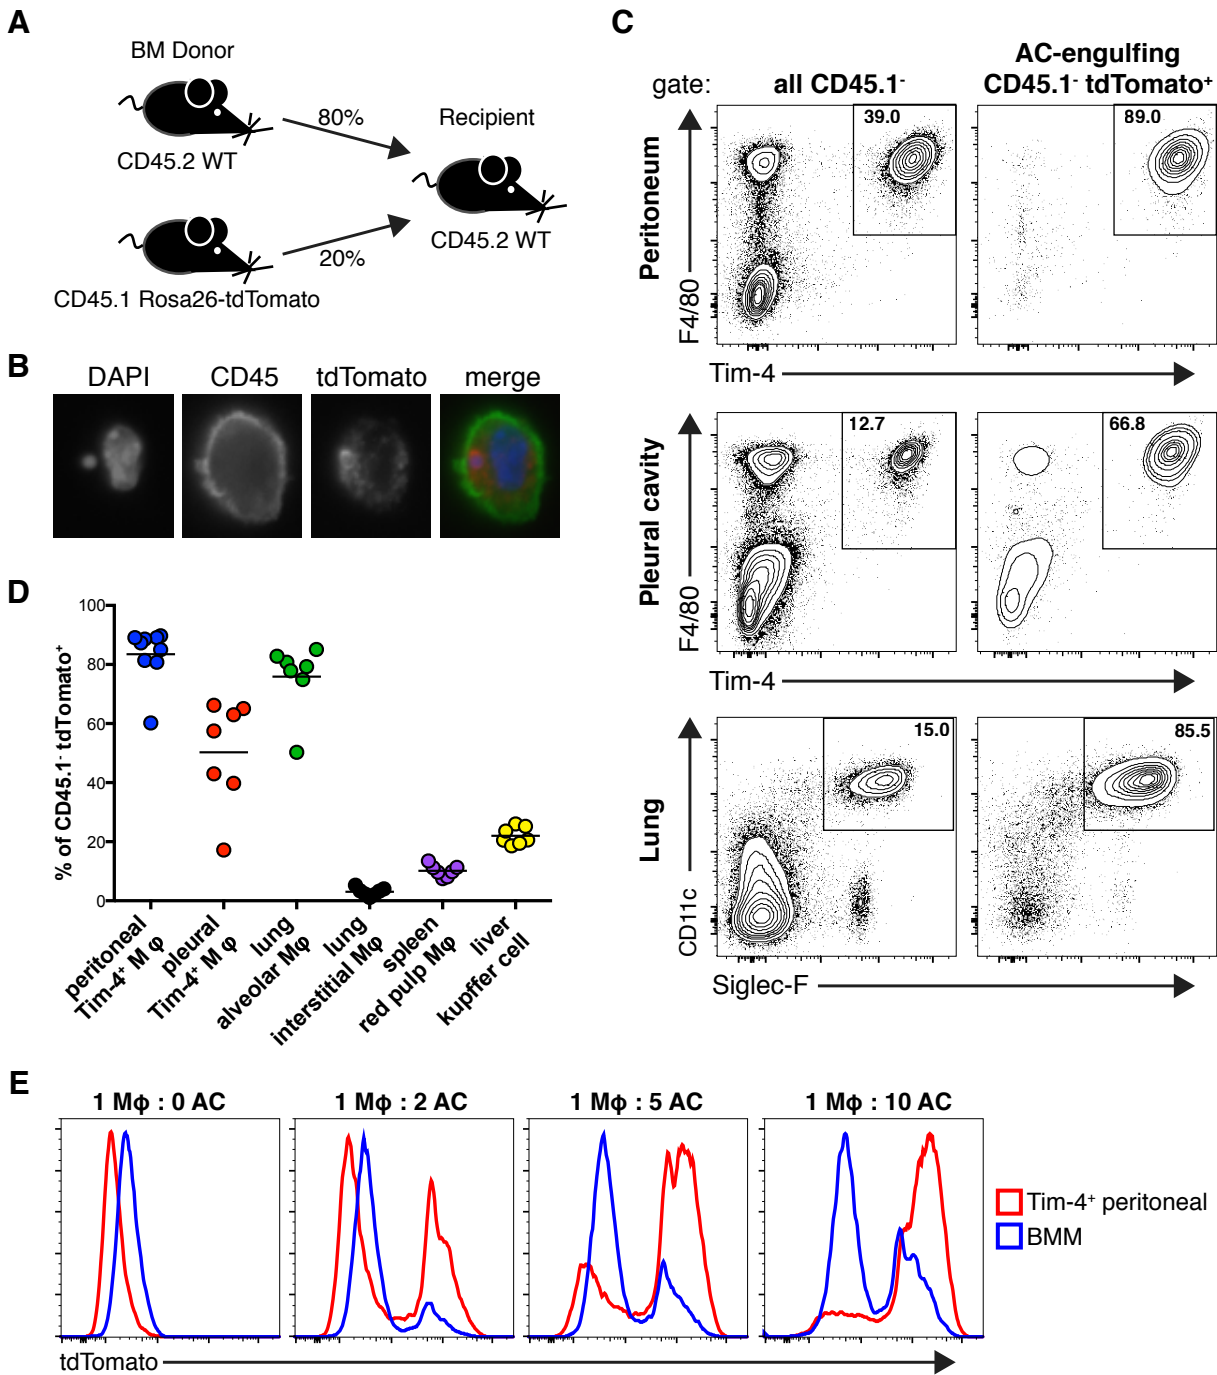 A
BM Donor
80%
Recipient
CD45.2 WT
CD45.2 WT
20%
CD45.1 Rosa26-tdTomato
B
DAPI
CD45
tdTomato
merge
C
gate:
all CD45.1⁻
AC-engulfing
CD45.1⁻ tdTomato⁺
Peritoneum
F4/80
39.0
89.0
Tim-4
Pleural cavity
F4/80
12.7
66.8
Tim-4
Lung
CD11c
15.0
85.5
Siglec-F
D
% of CD45.1⁻ tdTomato⁺
100
80
60
40
20
0
peritoneal
Tim-4⁺ M φ
pleural
Tim-4⁺ M φ
lung
alveolar Mφ
lung
interstitial Mφ
spleen
red pulp Mφ
liver
kupffer cell
E
1 Mφ : 0 AC
1 Mφ : 2 AC
1 Mφ : 5 AC
1 Mφ : 10 AC
Tim-4⁺ peritoneal
BMM
tdTomato